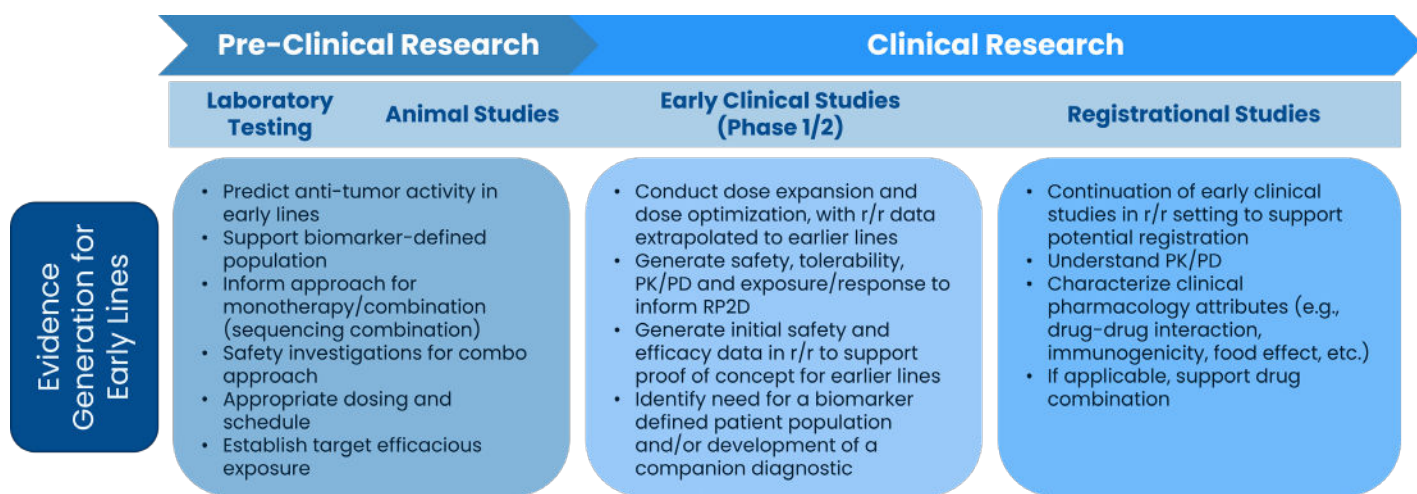 Pre-Clinical Research
Clinical Research
Laboratory
Testing
Animal Studies
Early Clinical Studies
(Phase 1/2)
Registrational Studies
Evidence
Generation for
Early Lines
• Predict anti-tumor activity in
early lines
• Support biomarker-defined
population
• Inform approach for
monotherapy/combination
(sequencing combination)
• Safety investigations for combo
approach
• Appropriate dosing and
schedule
• Establish target efficacious
exposure
• Conduct dose expansion and
dose optimization, with r/r data
extrapolated to earlier lines
• Generate safety, tolerability,
PK/PD and exposure/response to
inform RP2D
• Generate initial safety and
efficacy data in r/r to support
proof of concept for earlier lines
• Identify need for a biomarker
defined patient population
and/or development of a
companion diagnostic
• Continuation of early clinical
studies in r/r setting to support
potential registration
• Understand PK/PD
• Characterize clinical
pharmacology attributes (e.g.,
drug-drug interaction,
immunogenicity, food effect, etc.)
• If applicable, support drug
combination